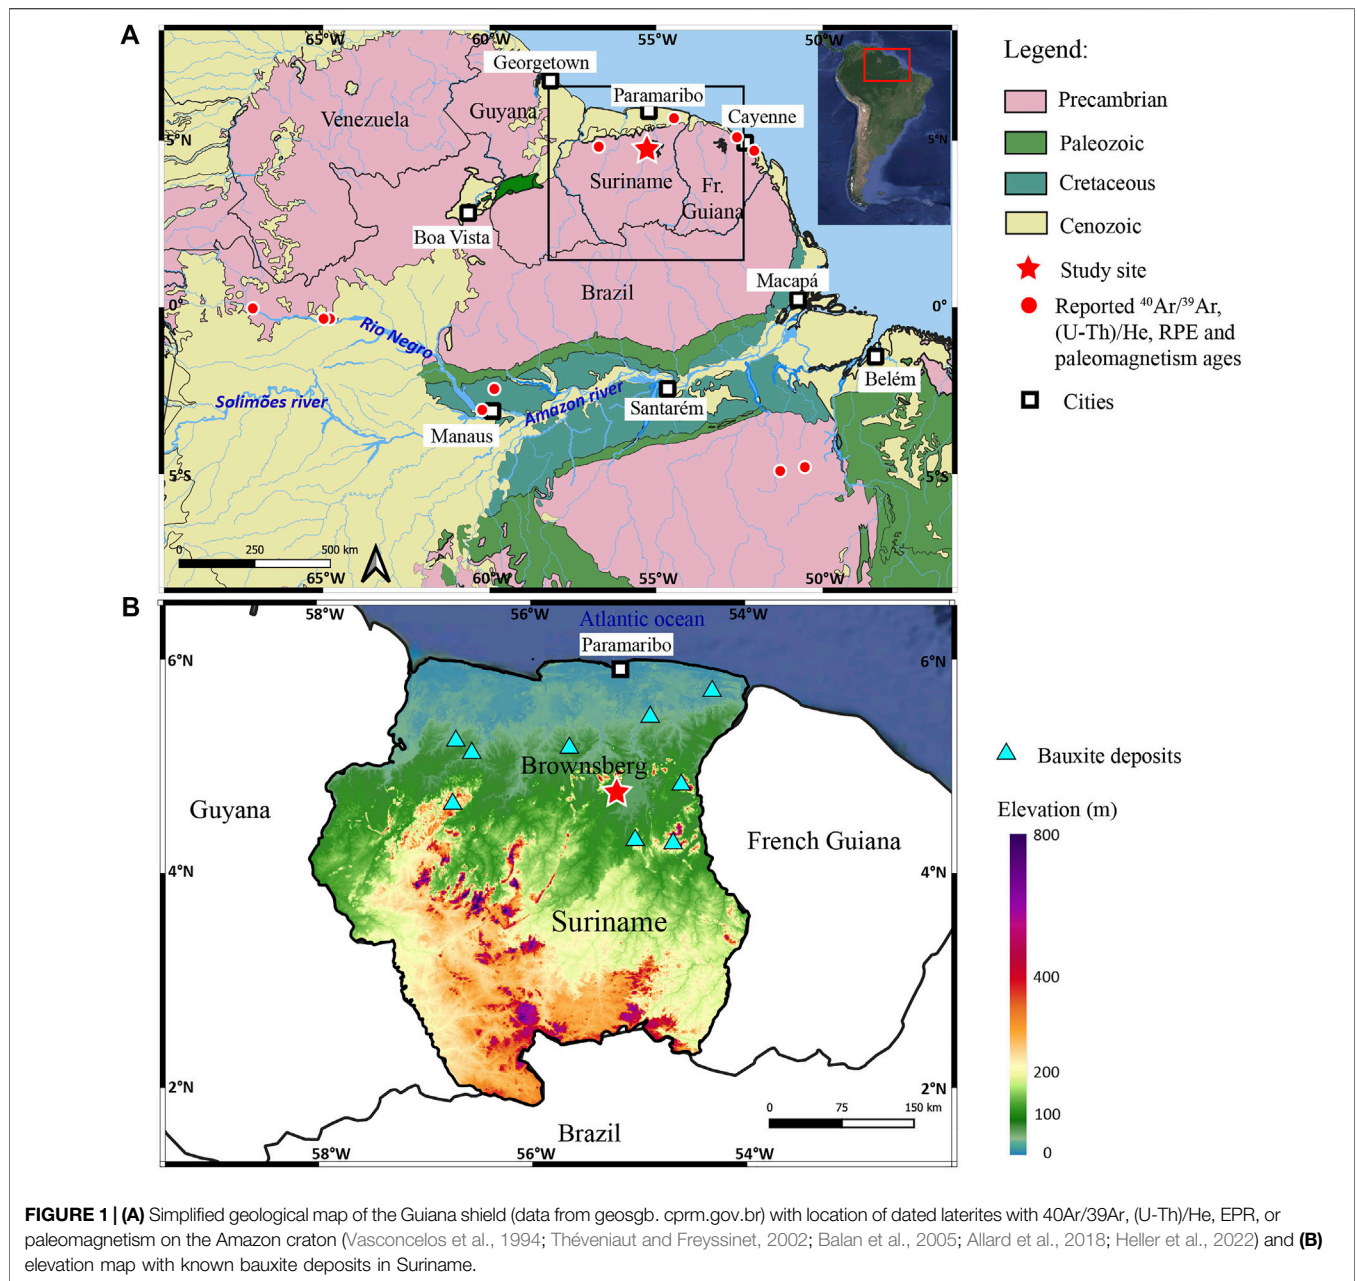 A
65°W
60°W
55°W
50°W
Georgetown
Paramaribo
Cayenne
Venezuela
Guyana
5°N
5°N
Suriname
Fr.
Guiana
Boa Vista
Brazil
Macapá
0°
0°
Rio Negro
Solimões river
Amazon river
Belém
Santarém
Manaus
5°S
5°S
0 250 500 km
65°W
60°W
55°W
50°W
Legend:
Precambrian
Paleozoic
Cretaceous
Cenozoic
Study site
Reported ⁴⁰Ar/³⁹Ar,
(U-Th)/He, RPE and
paleomagnetism ages
Cities
B
58°W
56°W
54°W
Atlantic ocean
Paramaribo
6°N
6°N
Brownsberg
Guyana
French Guiana
4°N
4°N
Suriname
2°N
2°N
0 75 150 km
Brazil
58°W
56°W
54°W
Bauxite deposits
Elevation (m)
800
400
200
100
0
FIGURE 1 | (A) Simplified geological map of the Guiana shield (data from geosgb. cprm.gov.br) with location of dated laterites with 40Ar/39Ar, (U-Th)/He, EPR, or
paleomagnetism on the Amazon craton (Vasconcelos et al., 1994; Théveniaut and Freyssinet, 2002; Balan et al., 2005; Allard et al., 2018; Heller et al., 2022) and (B)
elevation map with known bauxite deposits in Suriname.